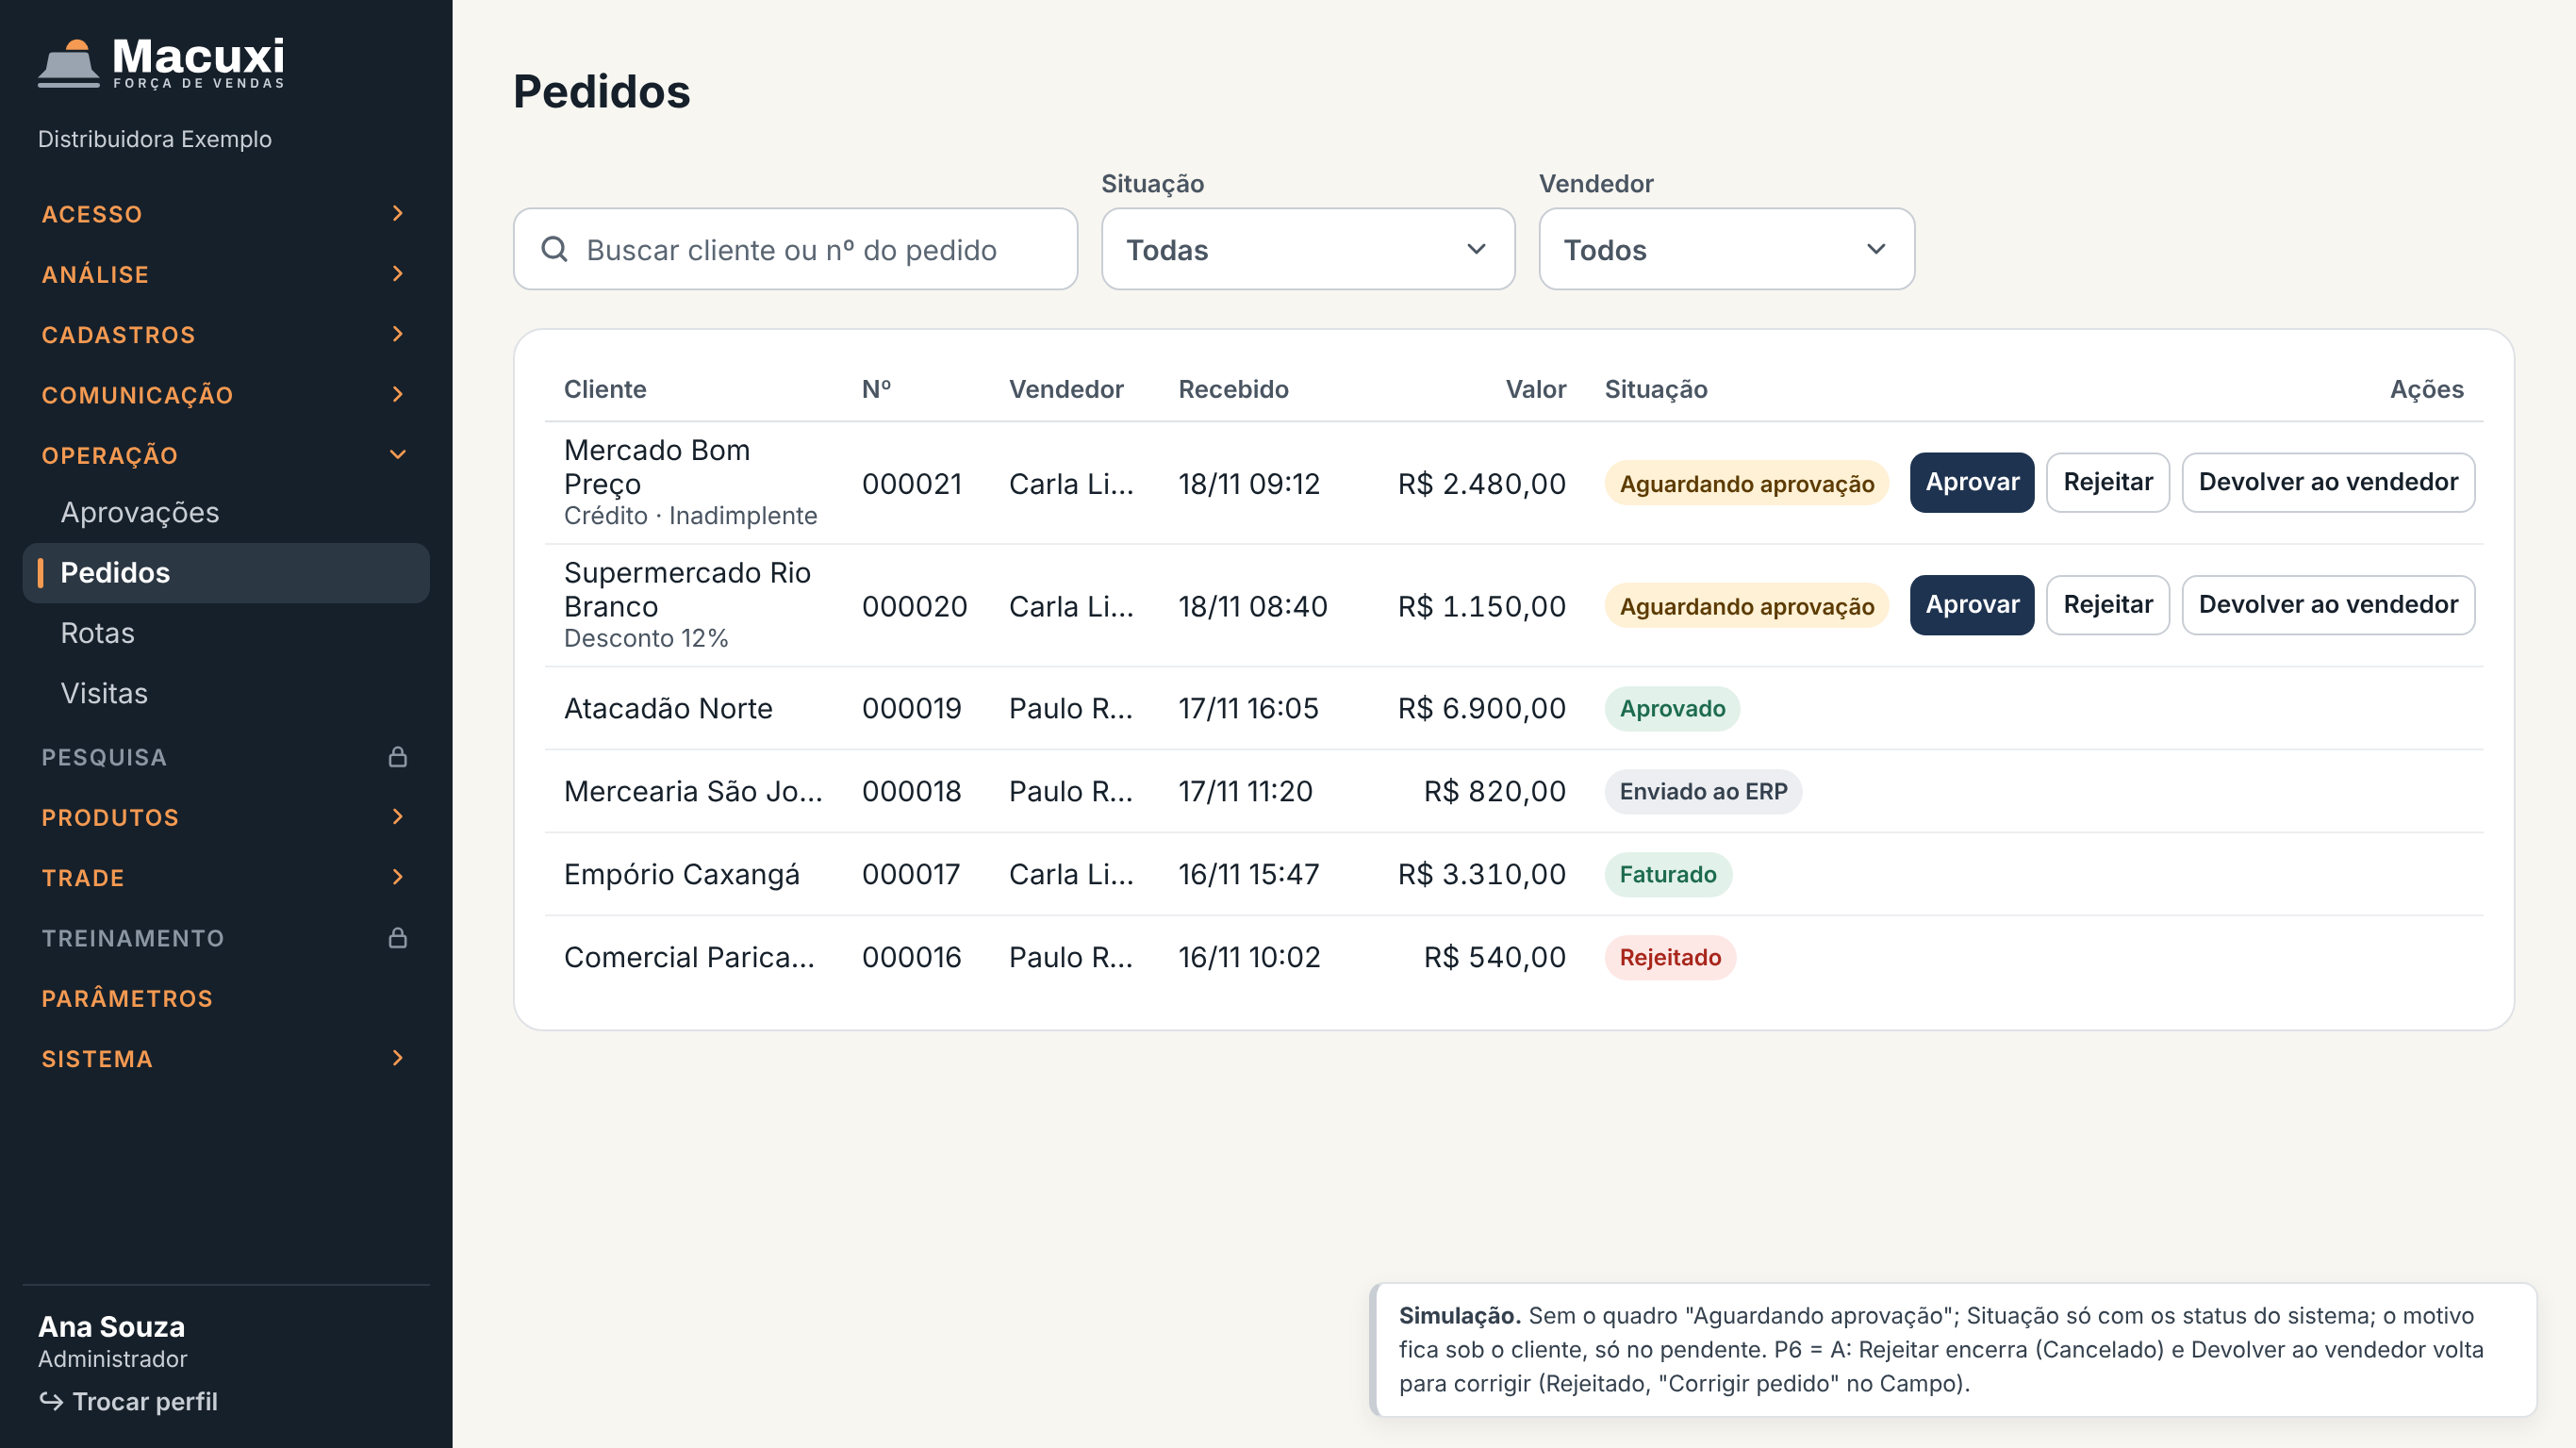 Macuxi
FORÇA DE VENDAS
Distribuidora Exemplo
ACESSO
ANÁLISE
CADASTROS
COMUNICAÇÃO
OPERAÇÃO
Aprovações
Pedidos
Rotas
Visitas
PESQUISA
PRODUTOS
TRADE
TREINAMENTO
PARÂMETROS
SISTEMA
Ana Souza
Administrador
Trocar perfil
Pedidos
Situação Vendedor
Buscar cliente ou nº do pedido Todas Todos
Cliente Nº Vendedor Recebido Valor Situação Ações
Mercado Bom
Preço
Crédito · Inadimplente
000021 Carla Li... 18/11 09:12 R$ 2.480,00 Aguardando aprovação Aprovar Rejeitar Devolver ao vendedor
Supermercado Rio
Branco
Desconto 12%
000020 Carla Li... 18/11 08:40 R$ 1.150,00 Aguardando aprovação Aprovar Rejeitar Devolver ao vendedor
Atacadão Norte 000019 Paulo R... 17/11 16:05 R$ 6.900,00 Aprovado
Mercearia São Jo... 000018 Paulo R... 17/11 11:20 R$ 820,00 Enviado ao ERP
Empório Caxangá 000017 Carla Li... 16/11 15:47 R$ 3.310,00 Faturado
Comercial Parica... 000016 Paulo R... 16/11 10:02 R$ 540,00 Rejeitado
Simulação. Sem o quadro "Aguardando aprovação"; Situação só com os status do sistema; o motivo
fica sob o cliente, só no pendente. P6 = A: Rejeitar encerra (Cancelado) e Devolver ao vendedor volta
para corrigir (Rejeitado, "Corrigir pedido" no Campo).